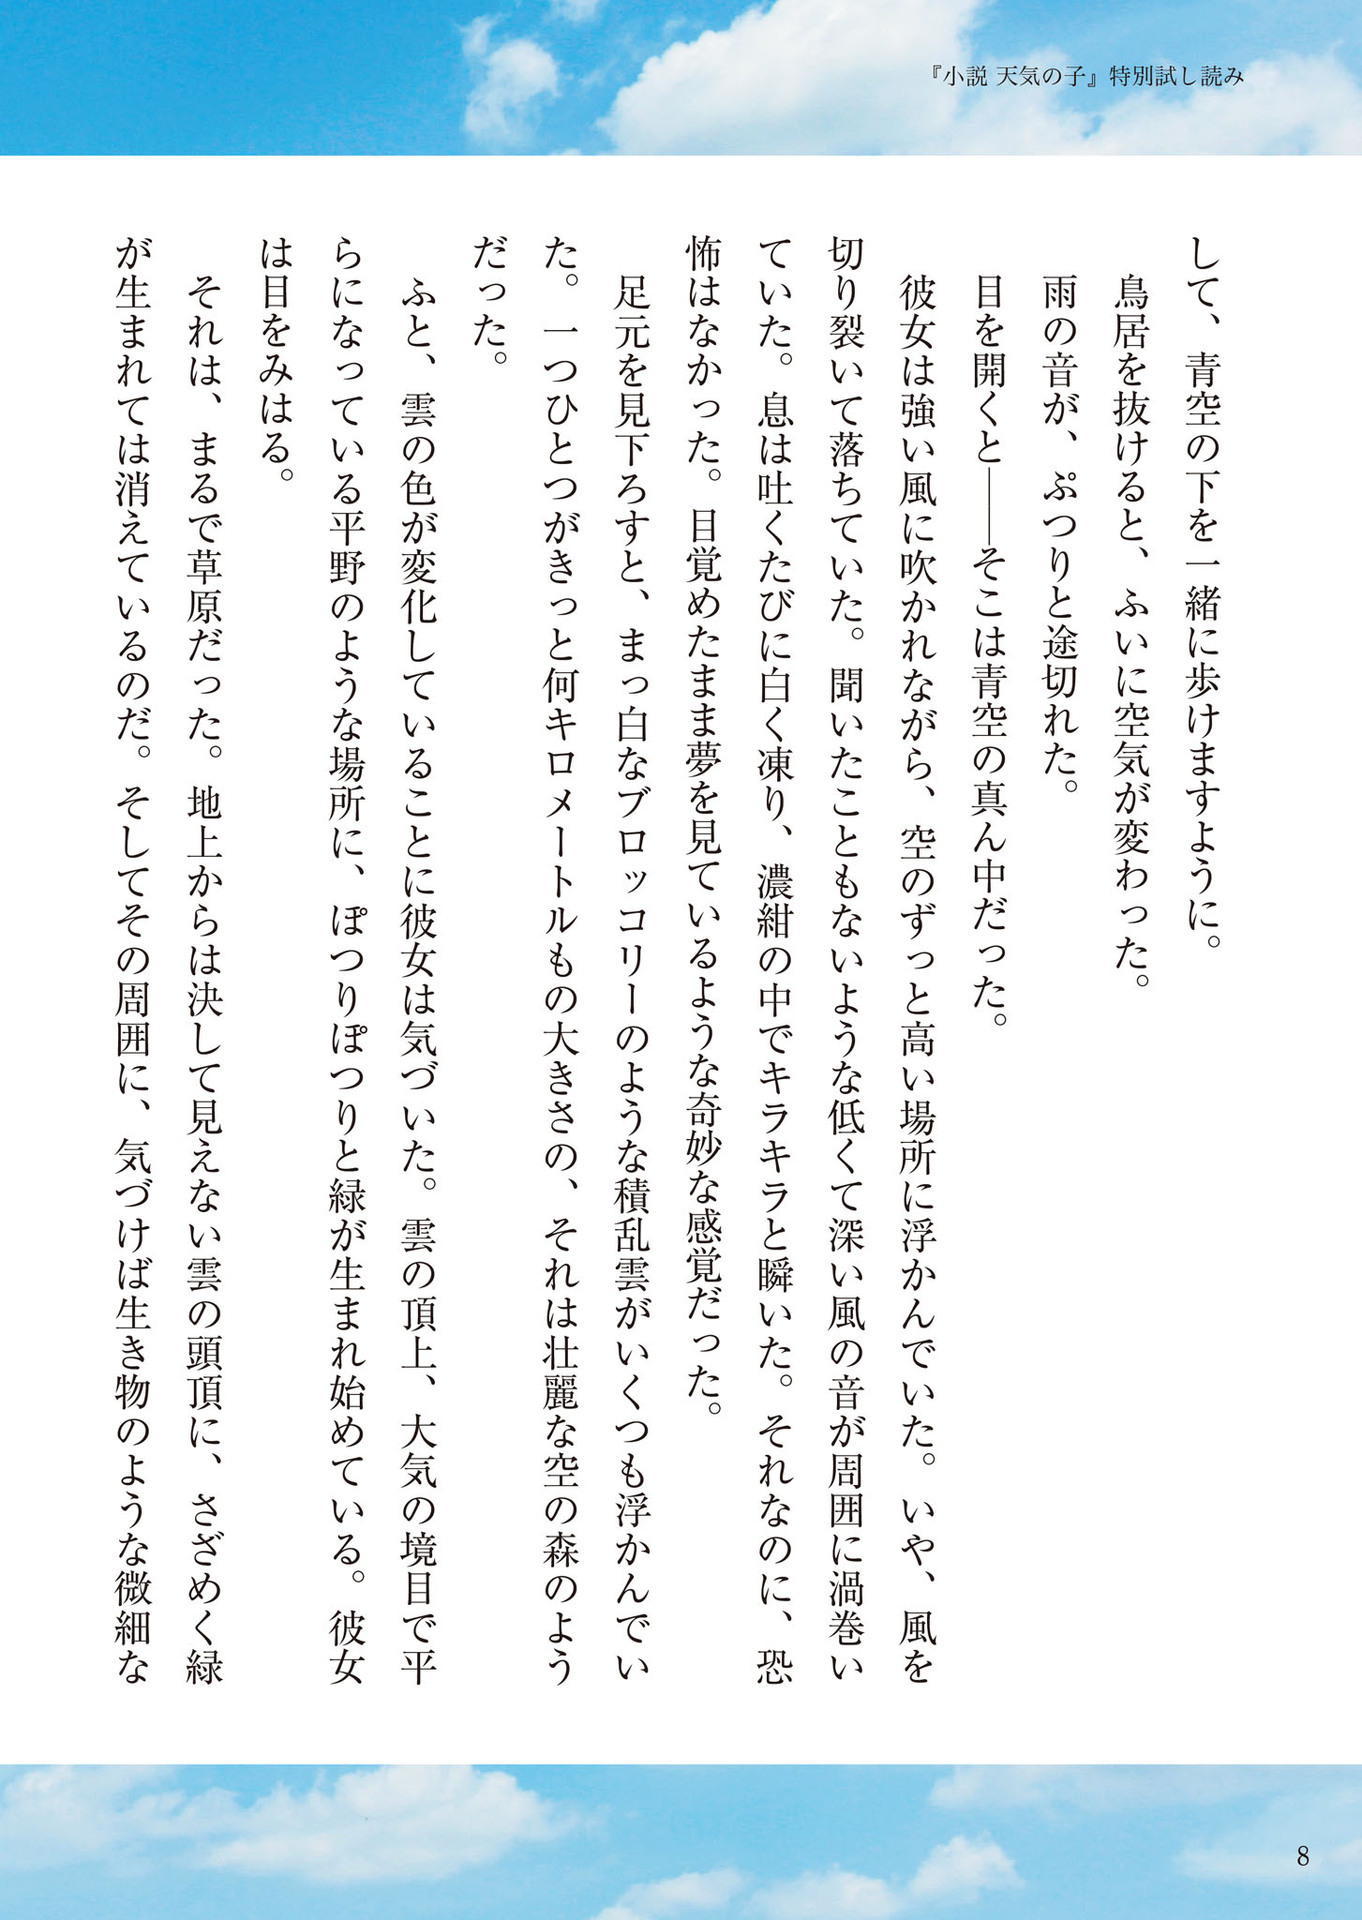 『小説 天気の子』特別試し読み
して、青空の下を一緒に歩けますように。
鳥居を抜けると、ふいに空気が変わった。
雨の音が、ぷつりと途切れた。
目を開くと――そこは青空の真ん中だった。
彼女は強い風に吹かれながら、空のずっと高い場所に浮かんでいた。いや、風を
切り裂いて落ちていた。聞いたこともないような低くて深い風の音が周囲に渦巻い
ていた。息は吐くたびに白く凍り、濃紺の中でキラキラと瞬いた。それなのに、恐
怖はなかった。目覚めたまま夢を見ているような奇妙な感覚だった。
足元を見下ろすと、まっ白なブロッコリーのような積乱雲がいくつも浮かんでい
た。一つひとつがきっと何キロメートルもの大きさの、それは壮麗な空の森のよう
だった。
ふと、雲の色が変化していることに彼女は気づいた。雲の頂上、大気の境目で平
らになっている平野のような場所に、ぽつりぽつりと緑が生まれ始めている。彼女
は目をみはる。
それは、まるで草原だった。地上からは決して見えない雲の頭頂に、さざめく緑
が生まれては消えているのだ。そしてその周囲に、気づけば生き物のような微細な
8